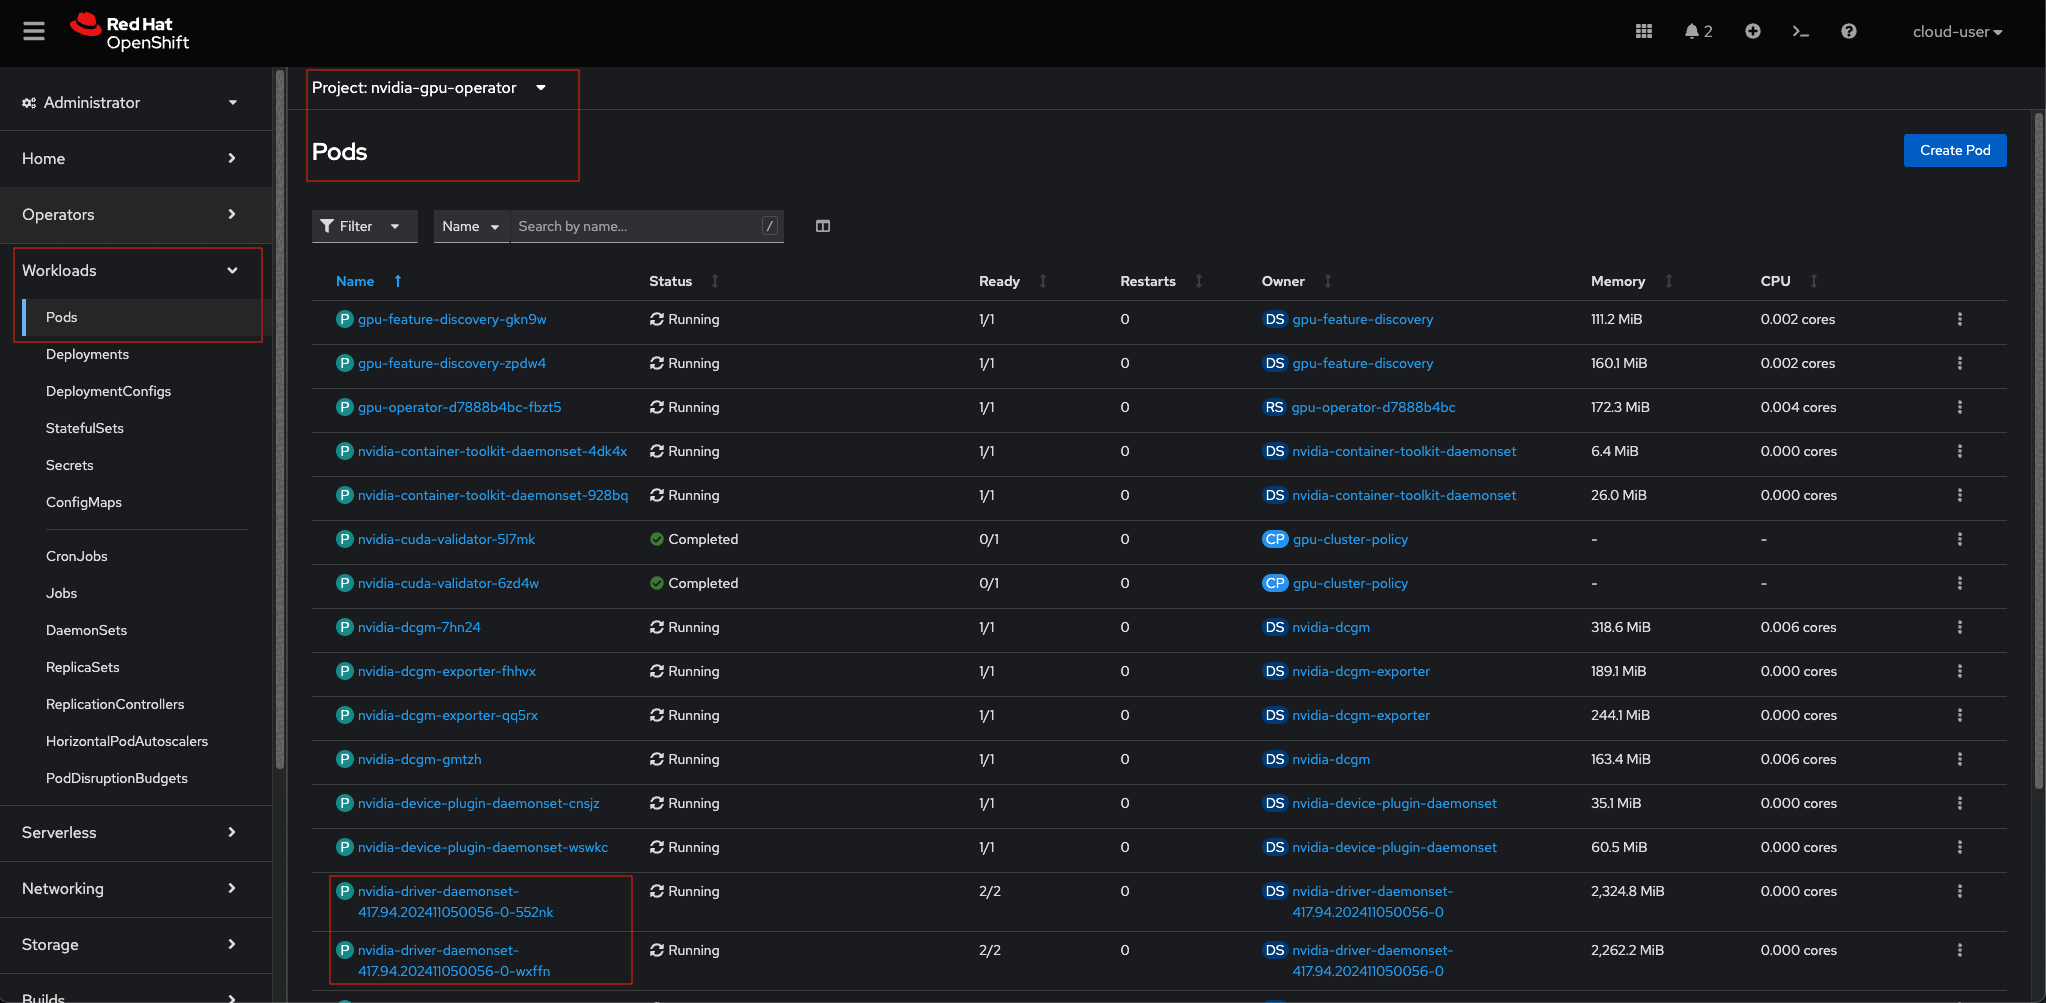 Red Hat
OpenShift
2
cloud-user
Administrator
Home
Operators
Workloads
Pods
Deployments
DeploymentConfigs
StatefulSets
Secrets
ConfigMaps
CronJobs
Jobs
DaemonSets
ReplicaSets
ReplicationControllers
HorizontalPodAutoscalers
PodDisruptionBudgets
Serverless
Networking
Storage
Builds
Project: nvidia-gpu-operator
Pods
Create Pod
Filter Name Search by name... /
Name Status Ready Restarts Owner Memory CPU
P gpu-feature-discovery-gkn9w Running 1/1 0 DS gpu-feature-discovery 111.2 MiB 0.002 cores
P gpu-feature-discovery-zpdw4 Running 1/1 0 DS gpu-feature-discovery 160.1 MiB 0.002 cores
P gpu-operator-d7888b4bc-fbzt5 Running 1/1 0 RS gpu-operator-d7888b4bc 172.3 MiB 0.004 cores
P nvidia-container-toolkit-daemonset-4dk4x Running 1/1 0 DS nvidia-container-toolkit-daemonset 6.4 MiB 0.000 cores
P nvidia-container-toolkit-daemonset-928bq Running 1/1 0 DS nvidia-container-toolkit-daemonset 26.0 MiB 0.000 cores
P nvidia-cuda-validator-5l7mk Completed 0/1 0 CP gpu-cluster-policy - -
P nvidia-cuda-validator-6zd4w Completed 0/1 0 CP gpu-cluster-policy - -
P nvidia-dcgm-7hn24 Running 1/1 0 DS nvidia-dcgm 318.6 MiB 0.006 cores
P nvidia-dcgm-exporter-fhhvx Running 1/1 0 DS nvidia-dcgm-exporter 189.1 MiB 0.000 cores
P nvidia-dcgm-exporter-qq5rx Running 1/1 0 DS nvidia-dcgm-exporter 244.1 MiB 0.000 cores
P nvidia-dcgm-gmtzh Running 1/1 0 DS nvidia-dcgm 163.4 MiB 0.006 cores
P nvidia-device-plugin-daemonset-cnsjz Running 1/1 0 DS nvidia-device-plugin-daemonset 35.1 MiB 0.000 cores
P nvidia-device-plugin-daemonset-wswkc Running 1/1 0 DS nvidia-device-plugin-daemonset 60.5 MiB 0.000 cores
P nvidia-driver-daemonset- Running 2/2 0 DS nvidia-driver-daemonset- 2,324.8 MiB 0.000 cores
417.94.202411050056-0-552nk 417.94.202411050056-0
P nvidia-driver-daemonset- Running 2/2 0 DS nvidia-driver-daemonset- 2,262.2 MiB 0.000 cores
417.94.202411050056-0-wxffn 417.94.202411050056-0